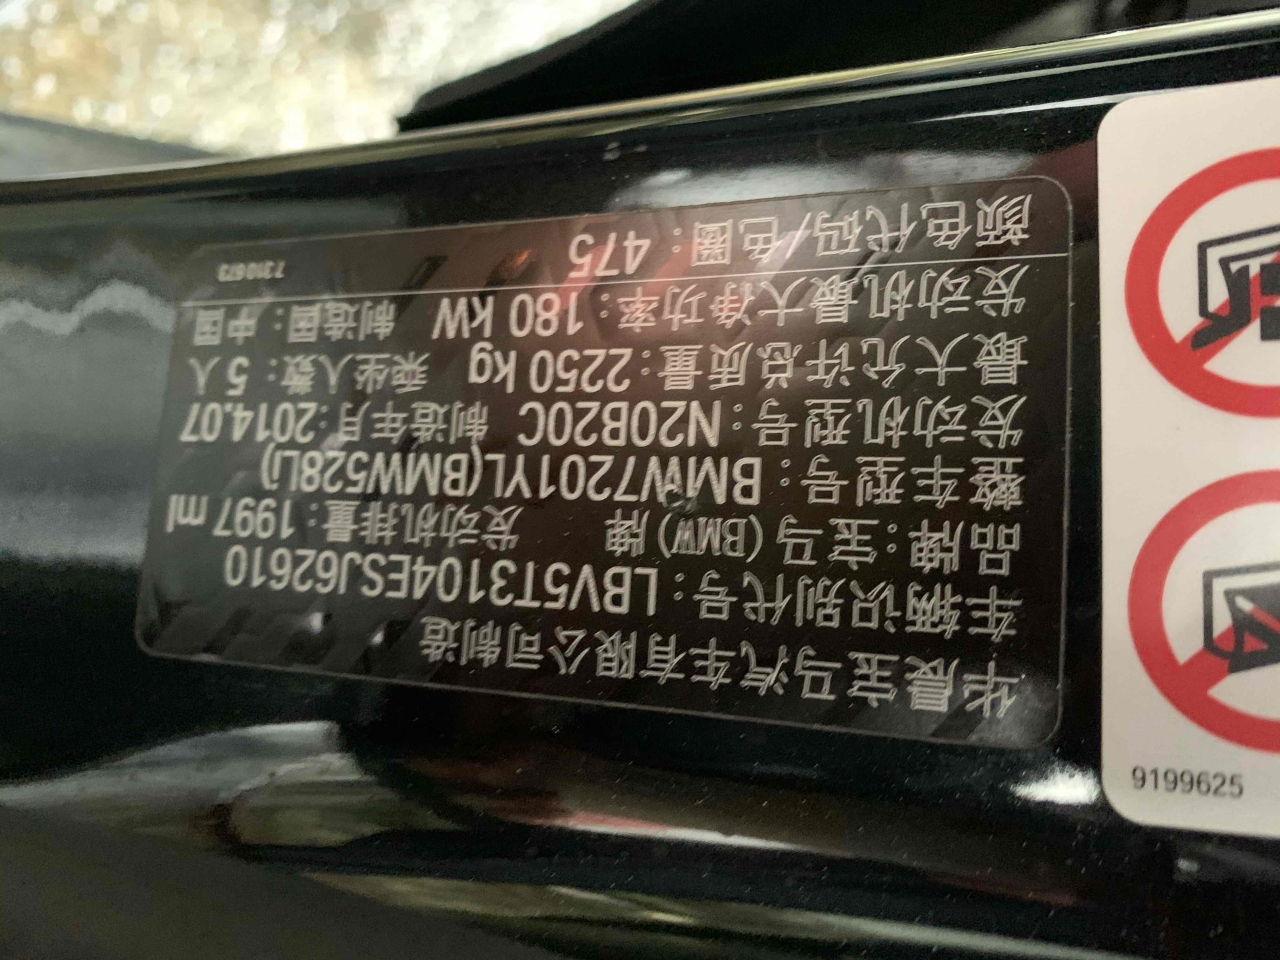 华晨宝马汽车有限公司制造
车辆识别代号：LBV5T3104ESJ62610
品牌：宝马（BMW）牌 发动机排量：1997 ml
整车型号：BMW7201YL(BMW528Li)
发动机型号：N20B20C 制造年月：2014.07
最大允许总质量：2250 kg 乘坐人数：5 人
发动机最大净功率：180 kW 制造国：中国
颜色代码/色圈：475
7310673
9199625